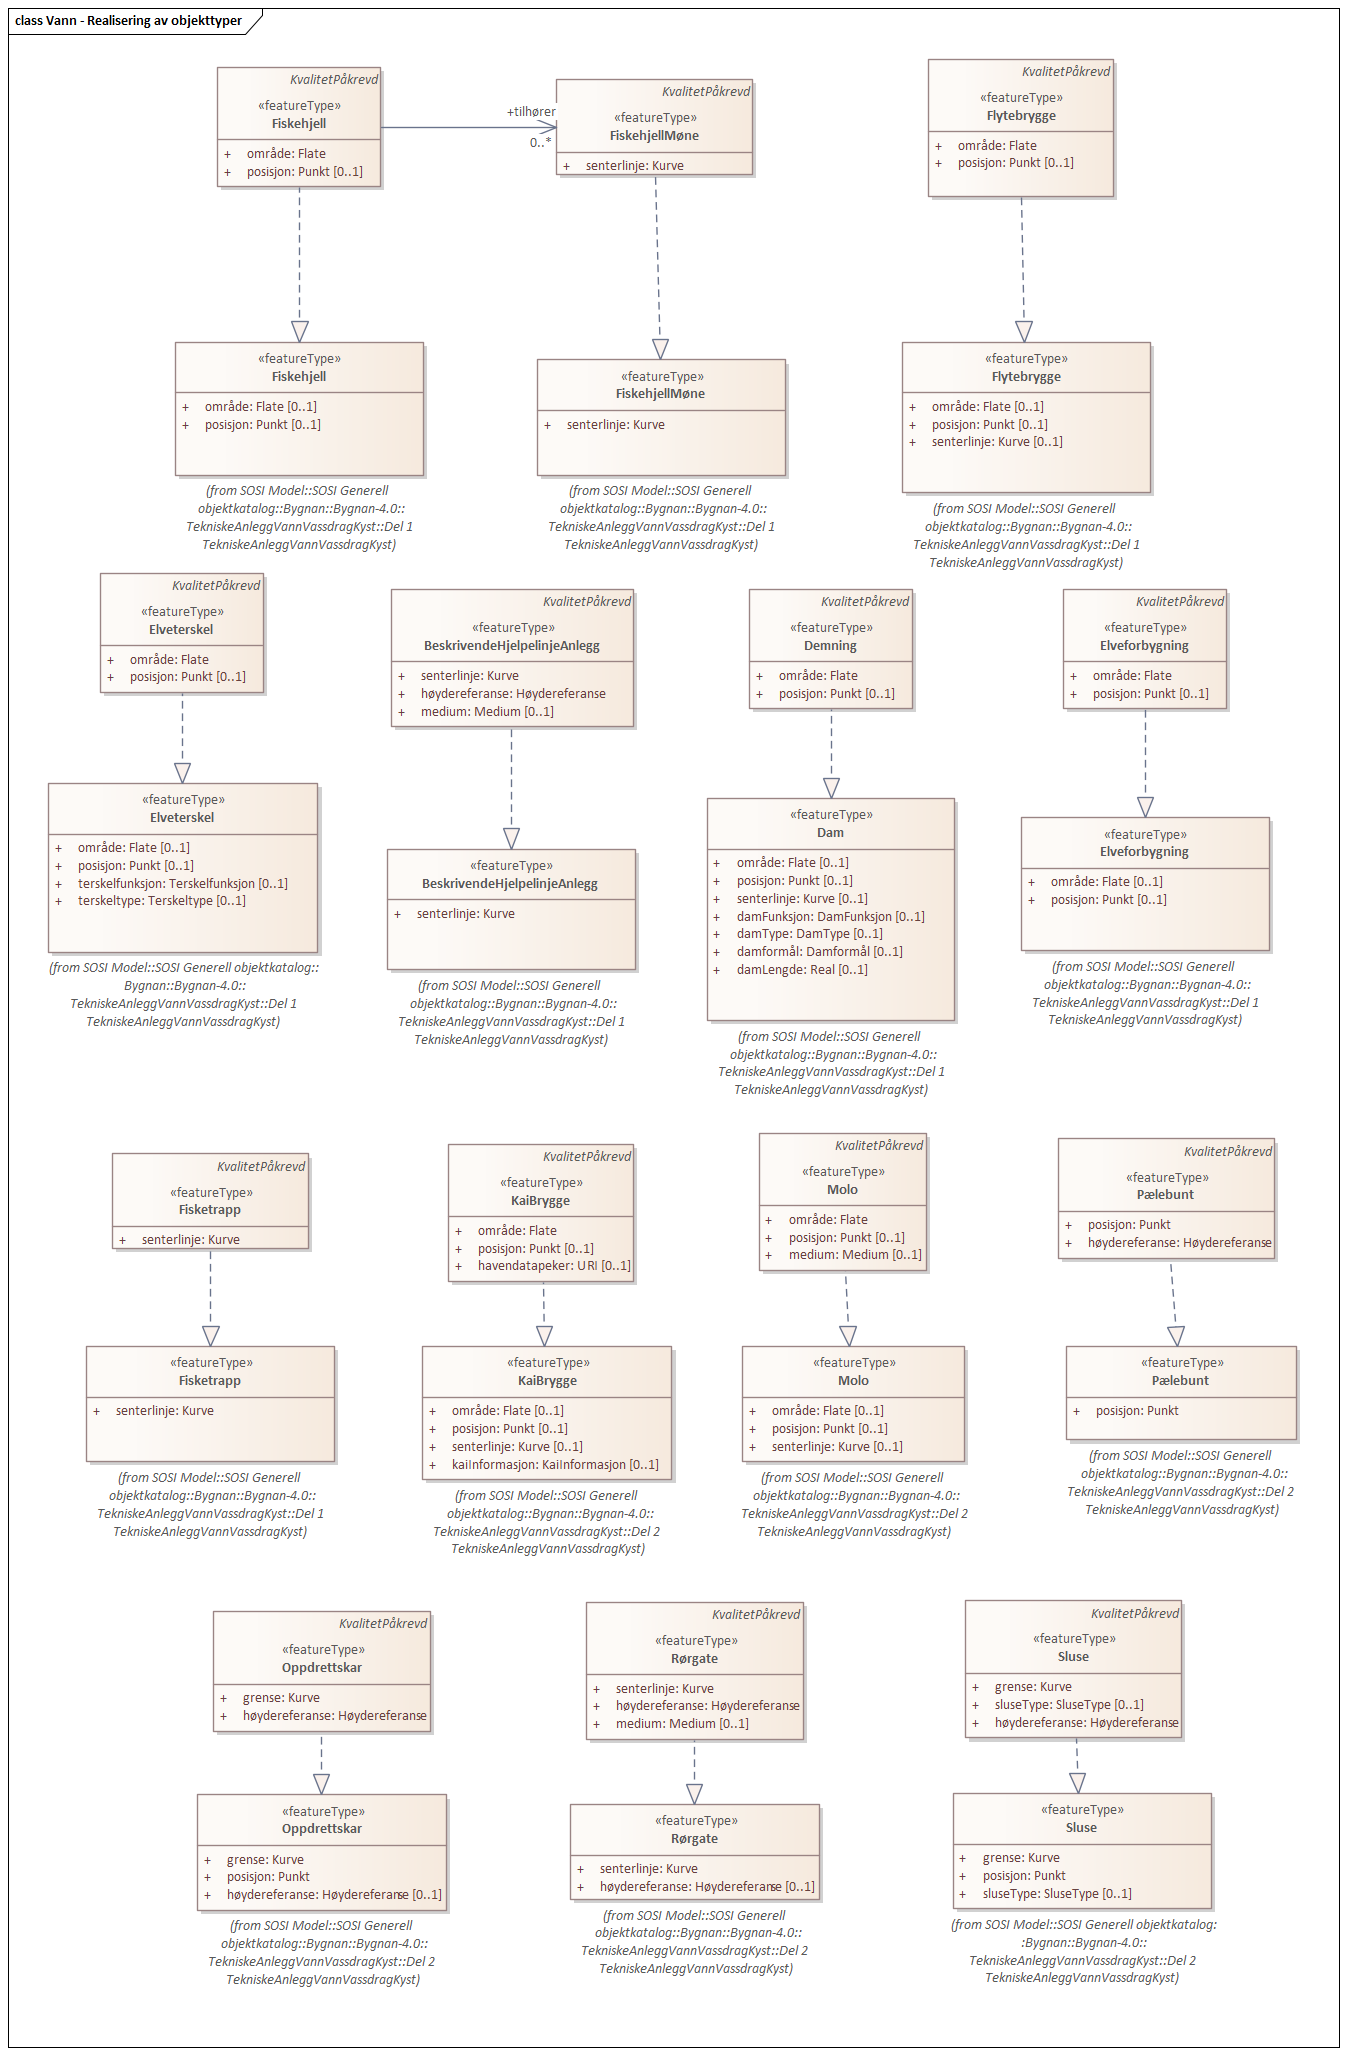 class Vann - Realisering av objekttyper
KvalitetPåkrevd
«featureType»
Fiskehjell
+ område: Flate
+ posisjon: Punkt [0..1]
+tilhører
0..*
KvalitetPåkrevd
«featureType»
FiskehjellMøne
+ senterlinje: Kurve
KvalitetPåkrevd
«featureType»
Flytebrygge
+ område: Flate
+ posisjon: Punkt [0..1]
«featureType»
Fiskehjell
+ område: Flate [0..1]
+ posisjon: Punkt [0..1]
(from SOSI Model::SOSI Generell
objektkatalog::Bygnan::Bygnan-4.0::
TekniskeAnleggVannVassdragKyst::Del 1
TekniskeAnleggVannVassdragKyst)
«featureType»
FiskehjellMøne
+ senterlinje: Kurve
(from SOSI Model::SOSI Generell
objektkatalog::Bygnan::Bygnan-4.0::
TekniskeAnleggVannVassdragKyst::Del 1
TekniskeAnleggVannVassdragKyst)
«featureType»
Flytebrygge
+ område: Flate [0..1]
+ posisjon: Punkt [0..1]
+ senterlinje: Kurve [0..1]
(from SOSI Model::SOSI Generell
objektkatalog::Bygnan::Bygnan-4.0::
TekniskeAnleggVannVassdragKyst::Del 1
TekniskeAnleggVannVassdragKyst)
KvalitetPåkrevd
«featureType»
Elveterskel
+ område: Flate
+ posisjon: Punkt [0..1]
KvalitetPåkrevd
«featureType»
BeskrivendeHjelpelinjeAnlegg
+ senterlinje: Kurve
+ høydereferanse: Høydereferanse
+ medium: Medium [0..1]
KvalitetPåkrevd
«featureType»
Demning
+ område: Flate
+ posisjon: Punkt [0..1]
KvalitetPåkrevd
«featureType»
Elveforbygning
+ område: Flate
+ posisjon: Punkt [0..1]
«featureType»
Elveterskel
+ område: Flate [0..1]
+ posisjon: Punkt [0..1]
+ terskelfunksjon: Terskelfunksjon [0..1]
+ terskeltype: Terskeltype [0..1]
(from SOSI Model::SOSI Generell objektkatalog::
Bygnan::Bygnan-4.0::
TekniskeAnleggVannVassdragKyst::Del 1
TekniskeAnleggVannVassdragKyst)
«featureType»
BeskrivendeHjelpelinjeAnlegg
+ senterlinje: Kurve
(from SOSI Model::SOSI Generell
objektkatalog::Bygnan::Bygnan-4.0::
TekniskeAnleggVannVassdragKyst::Del 1
TekniskeAnleggVannVassdragKyst)
«featureType»
Dam
+ område: Flate [0..1]
+ posisjon: Punkt [0..1]
+ senterlinje: Kurve [0..1]
+ damFunksjon: DamFunksjon [0..1]
+ damType: DamType [0..1]
+ damformål: Damformål [0..1]
+ damLengde: Real [0..1]
(from SOSI Model::SOSI Generell
objektkatalog::Bygnan::Bygnan-4.0::
TekniskeAnleggVannVassdragKyst::Del 1
TekniskeAnleggVannVassdragKyst)
«featureType»
Elveforbygning
+ område: Flate [0..1]
+ posisjon: Punkt [0..1]
(from SOSI Model::SOSI Generell
objektkatalog::Bygnan::Bygnan-4.0::
TekniskeAnleggVannVassdragKyst::Del 1
TekniskeAnleggVannVassdragKyst)
KvalitetPåkrevd
«featureType»
Fisketrapp
+ senterlinje: Kurve
KvalitetPåkrevd
«featureType»
KaiBrygge
+ område: Flate
+ posisjon: Punkt [0..1]
+ havendatapeker: URI [0..1]
KvalitetPåkrevd
«featureType»
Molo
+ område: Flate
+ posisjon: Punkt [0..1]
+ medium: Medium [0..1]
KvalitetPåkrevd
«featureType»
Pælebunt
+ posisjon: Punkt
+ høydereferanse: Høydereferanse
«featureType»
Fisketrapp
+ senterlinje: Kurve
(from SOSI Model::SOSI Generell
objektkatalog::Bygnan::Bygnan-4.0::
TekniskeAnleggVannVassdragKyst::Del 1
TekniskeAnleggVannVassdragKyst)
«featureType»
KaiBrygge
+ område: Flate [0..1]
+ posisjon: Punkt [0..1]
+ senterlinje: Kurve [0..1]
+ kaiInformasjon: KaiInformasjon [0..1]
(from SOSI Model::SOSI Generell
objektkatalog::Bygnan::Bygnan-4.0::
TekniskeAnleggVannVassdragKyst::Del 2
TekniskeAnleggVannVassdragKyst)
«featureType»
Molo
+ område: Flate [0..1]
+ posisjon: Punkt [0..1]
+ senterlinje: Kurve [0..1]
(from SOSI Model::SOSI Generell
objektkatalog::Bygnan::Bygnan-4.0::
TekniskeAnleggVannVassdragKyst::Del 2
TekniskeAnleggVannVassdragKyst)
«featureType»
Pælebunt
+ posisjon: Punkt
(from SOSI Model::SOSI Generell
objektkatalog::Bygnan::Bygnan-4.0::
TekniskeAnleggVannVassdragKyst::Del 2
TekniskeAnleggVannVassdragKyst)
KvalitetPåkrevd
«featureType»
Oppdrettskar
+ grense: Kurve
+ høydereferanse: Høydereferanse
KvalitetPåkrevd
«featureType»
Rørgate
+ senterlinje: Kurve
+ høydereferanse: Høydereferanse
+ medium: Medium [0..1]
KvalitetPåkrevd
«featureType»
Sluse
+ grense: Kurve
+ sluseType: SluseType [0..1]
+ høydereferanse: Høydereferanse
«featureType»
Oppdrettskar
+ grense: Kurve
+ posisjon: Punkt
+ høydereferanse: Høydereferanse [0..1]
(from SOSI Model::SOSI Generell
objektkatalog::Bygnan::Bygnan-4.0::
TekniskeAnleggVannVassdragKyst::Del 2
TekniskeAnleggVannVassdragKyst)
«featureType»
Rørgate
+ senterlinje: Kurve
+ høydereferanse: Høydereferanse [0..1]
(from SOSI Model::SOSI Generell
objektkatalog::Bygnan::Bygnan-4.0::
TekniskeAnleggVannVassdragKyst::Del 2
TekniskeAnleggVannVassdragKyst)
«featureType»
Sluse
+ grense: Kurve
+ posisjon: Punkt
+ sluseType: SluseType [0..1]
(from SOSI Model::SOSI Generell objektkatalog:
:Bygnan::Bygnan-4.0::
TekniskeAnleggVannVassdragKyst::Del 2
TekniskeAnleggVannVassdragKyst)